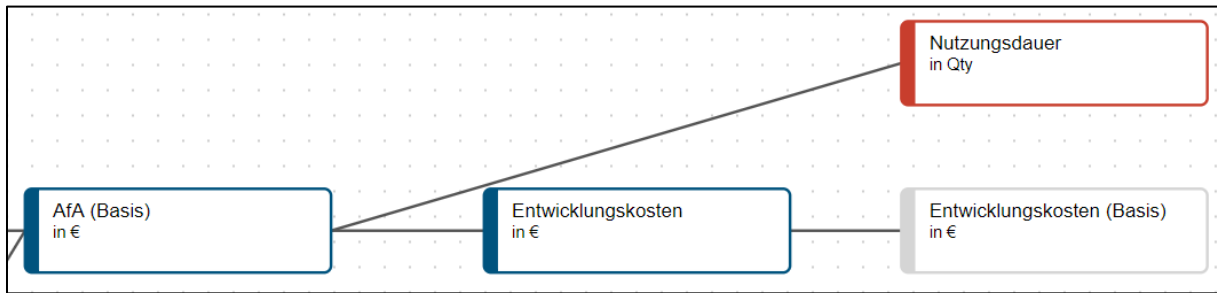 Nutzungsdauer
in Qty
AfA (Basis)
in €
Entwicklungskosten
in €
Entwicklungskosten (Basis)
in €